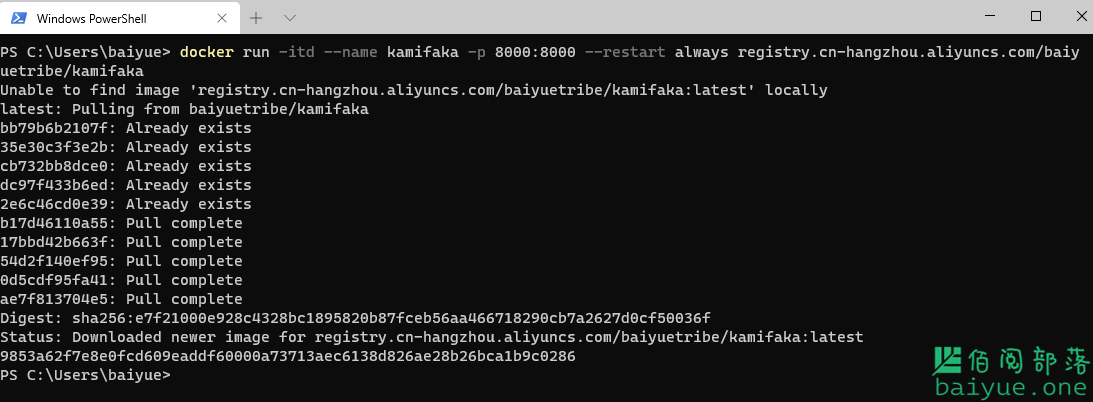 Windows PowerShell
PS C:\Users\baiyue> docker run -itd --name kamifaka -p 8000:8000 --restart always registry.cn-hangzhou.aliyuncs.com/baiy
uetribe/kamifaka
Unable to find image 'registry.cn-hangzhou.aliyuncs.com/baiyuetribe/kamifaka:latest' locally
latest: Pulling from baiyuetribe/kamifaka
bb79b6b2107f: Already exists
35e30c3f3e2b: Already exists
cb732bb8dce0: Already exists
dc97f433b6ed: Already exists
2e6c46cd0e39: Already exists
b17d46110a55: Pull complete
17bbd42b663f: Pull complete
54d2f140ef95: Pull complete
0d5cdf95fa41: Pull complete
ae7f813704e5: Pull complete
Digest: sha256:e7f21000e928c4328bc1895820b87fceb56aa466718290cb7a2627d0cf50036f
Status: Downloaded newer image for registry.cn-hangzhou.aliyuncs.com/baiyuetribe/kamifaka:latest
9853a62f7e8e0fcd609eaddf60000a73713aec6138d826ae28b26bca1b9c0286
PS C:\Users\baiyue>
佰阅部落
baiyue.one